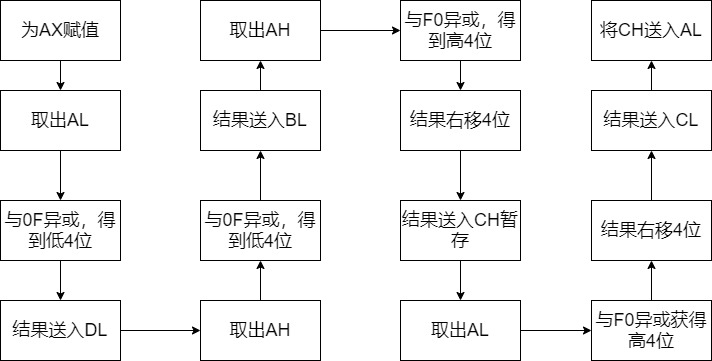 为AX赋值
取出AL
与0F异或，得
到低4位
结果送入DL
取出AH
与0F异或，得
到低4位
结果送入BL
取出AH
与F0异或，得
到高4位
结果右移4位
结果送入CH暂
存
取出AL
与F0异或获得
高4位
结果右移4位
结果送入CL
将CH送入AL